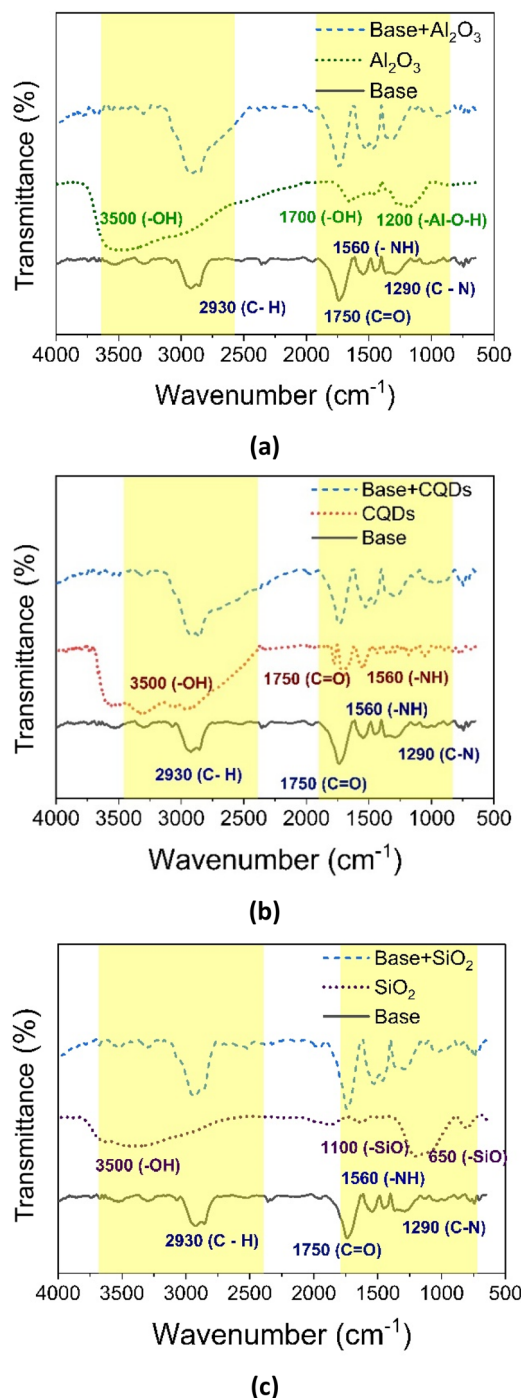 (a)
Base+Al₂O₃
Al₂O₃
Base
Transmittance (%)
3500 (-OH)
1700 (-OH)
1200 (-Al-O-H)
1560 (- NH)
2930 (C- H)
1290 (C - N)
1750 (C=O)
4000 3500 3000 2500 2000 1500 1000 500
Wavenumber (cm⁻¹)
(a)
Base+CQDs
CQDs
Base
Transmittance (%)
3500 (-OH)
1750 (C=O)
1560 (-NH)
1560 (-NH)
2930 (C- H)
1290 (C-N)
1750 (C=O)
4000 3500 3000 2500 2000 1500 1000 500
Wavenumber (cm⁻¹)
(b)
Base+SiO₂
SiO₂
Base
Transmittance (%)
3500 (-OH)
1100 (-SiO)
650 (-SiO)
1560 (-NH)
2930 (C - H)
1290 (C-N)
1750 (C=O)
4000 3500 3000 2500 2000 1500 1000 500
Wavenumber (cm⁻¹)
(c)